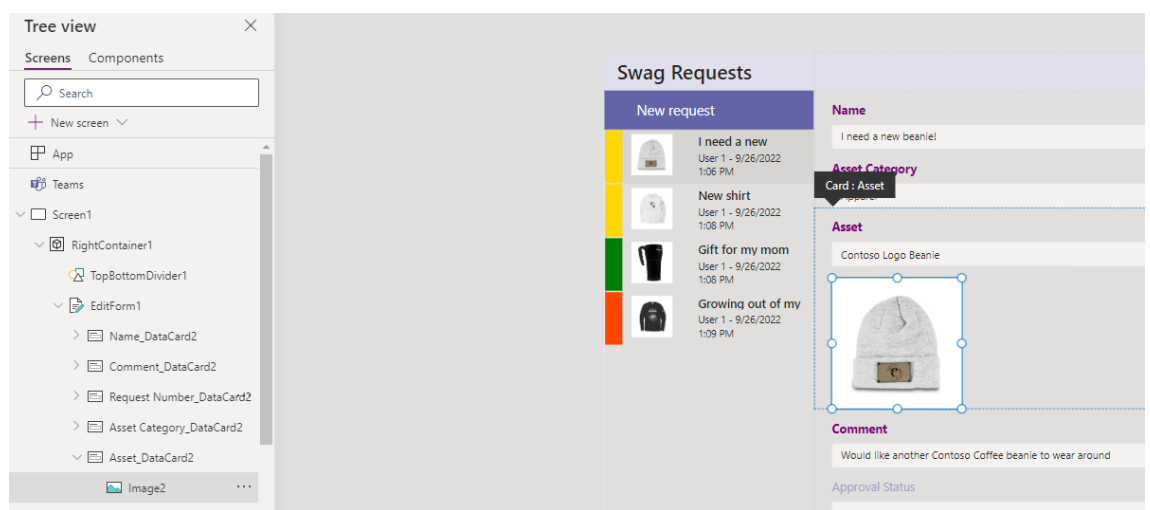 Tree view
Screens Components
Search
New screen
App
Teams
Screen1
RightContainer1
TopBottomDivider1
EditForm1
Name_DataCard2
Comment_DataCard2
Request Number_DataCard2
Asset Category_DataCard2
Asset_DataCard2
Image2
Swag Requests
New request
I need a new
User 1 - 9/26/2022
1:06 PM
New shirt
User 1 - 9/26/2022
1:08 PM
Gift for my mom
User 1 - 9/26/2022
1:08 PM
Growing out of my
User 1 - 9/26/2022
1:09 PM
Name
I need a new beanie!
Asset Category
Card : Asset
Asset
Contoso Logo Beanie
Comment
Would like another Contoso Coffee beanie to wear around
Approval Status